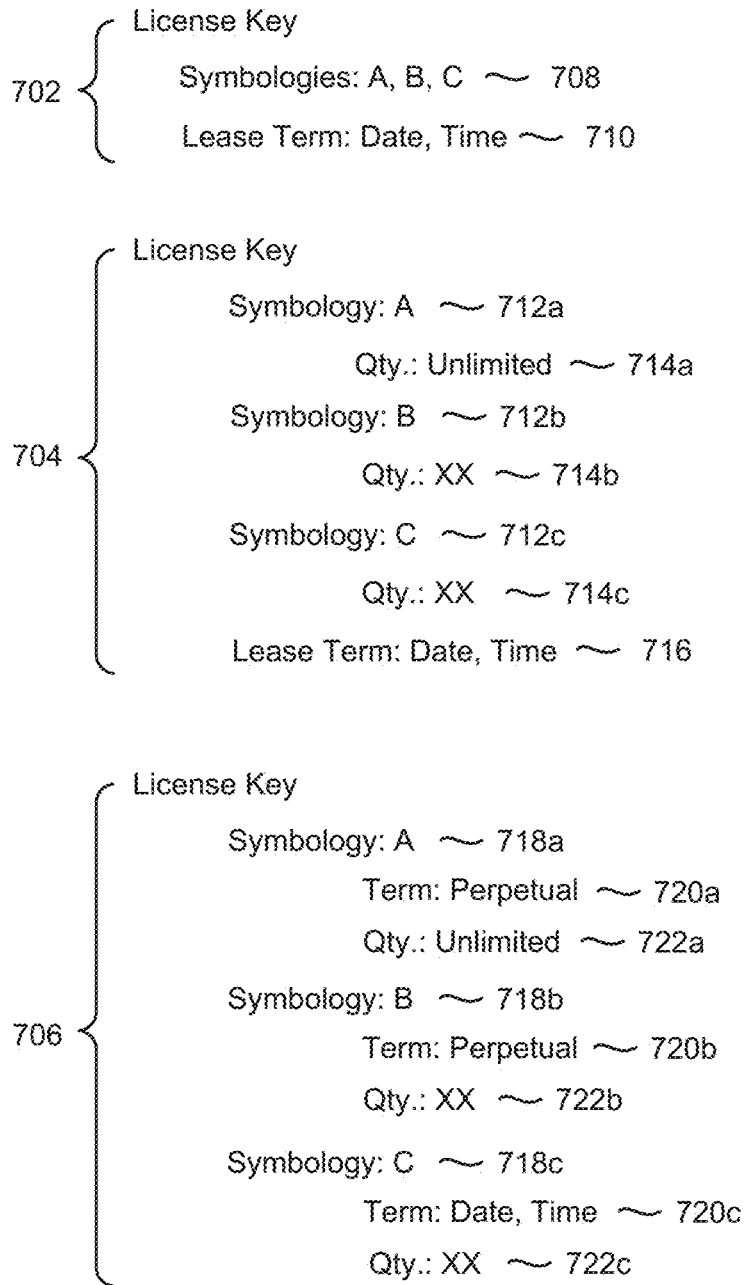 License Key
702
Symbologies: A, B, C 708
Lease Term: Date, Time 710
License Key
Symbology: A 712a
Qty.: Unlimited 714a
Symbology: B 712b
704
Qty.: XX 714b
Symbology: C 712c
Qty.: XX 714c
Lease Term: Date, Time 716
License Key
Symbology: A 718a
Term: Perpetual 720a
Qty.: Unlimited 722a
Symbology: B 718b
706
Term: Perpetual 720b
Qty.: XX 722b
Symbology: C 718c
Term: Date, Time 720c
Qty.: XX 722c